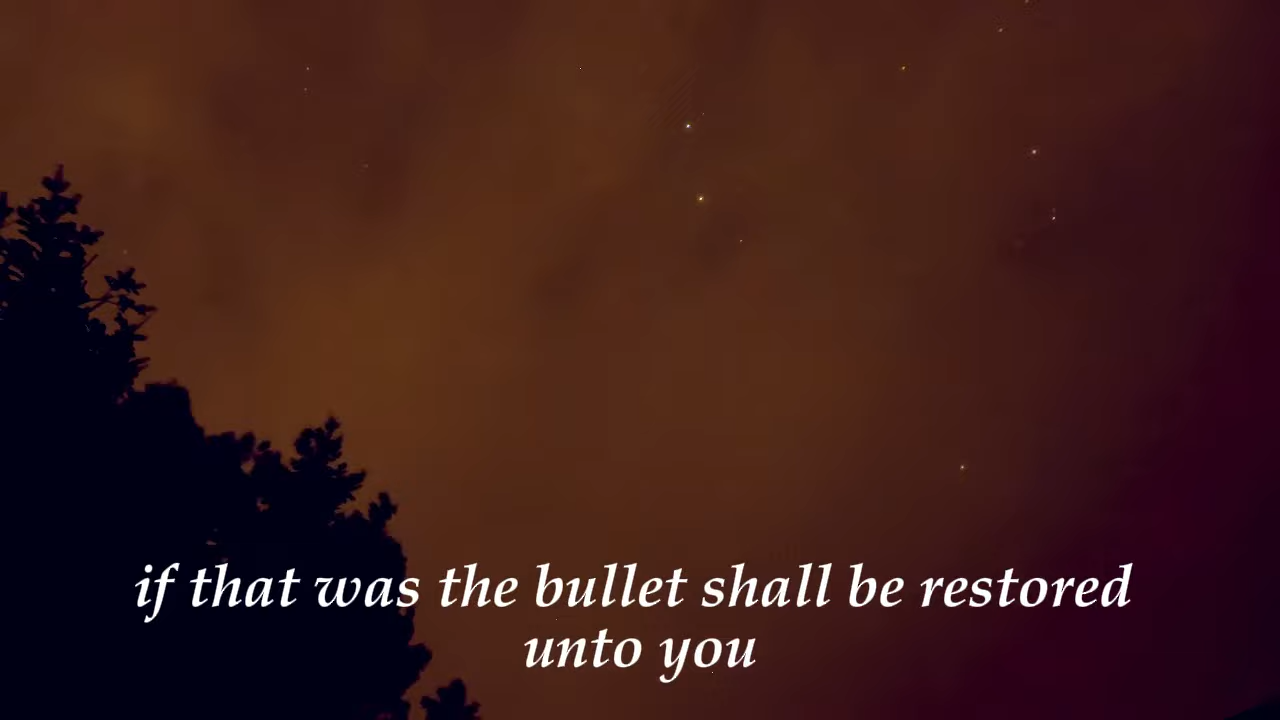 if that was the bullet shall be restored
unto you